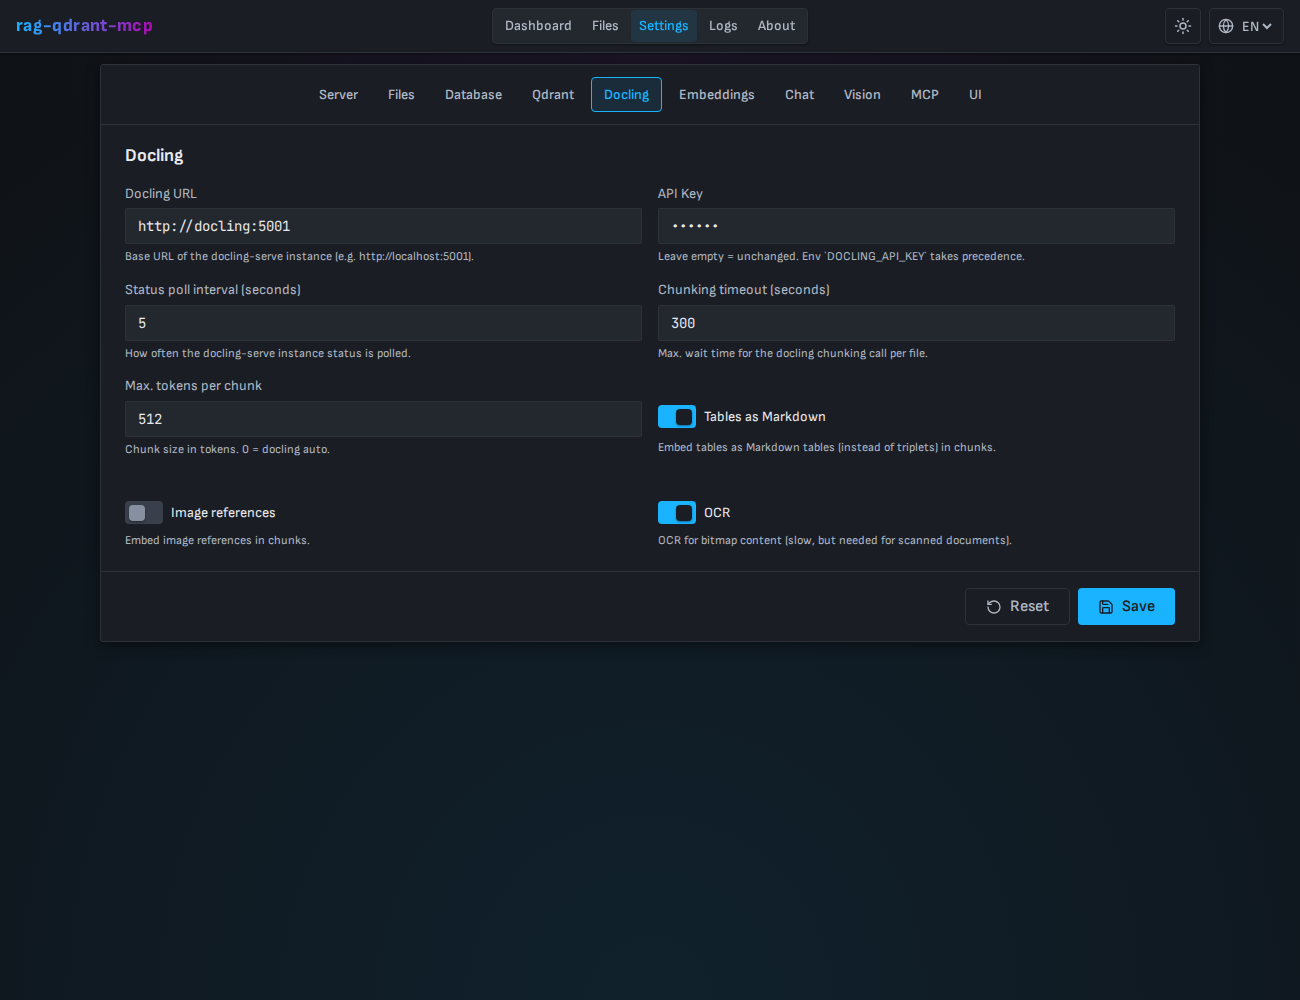 rag-qdrant-mcp
Dashboard Files Settings Logs About
EN
Server Files Database Qdrant Docling Embeddings Chat Vision MCP UI
Docling
Docling URL
http://docling:5001
Base URL of the docling-serve instance (e.g. http://localhost:5001).
API Key
••••••
Leave empty = unchanged. Env `DOCLING_API_KEY` takes precedence.
Status poll interval (seconds)
5
How often the docling-serve instance status is polled.
Chunking timeout (seconds)
300
Max. wait time for the docling chunking call per file.
Max. tokens per chunk
512
Chunk size in tokens. 0 = docling auto.
Tables as Markdown
Embed tables as Markdown tables (instead of triplets) in chunks.
Image references
Embed image references in chunks.
OCR
OCR for bitmap content (slow, but needed for scanned documents).
Reset
Save